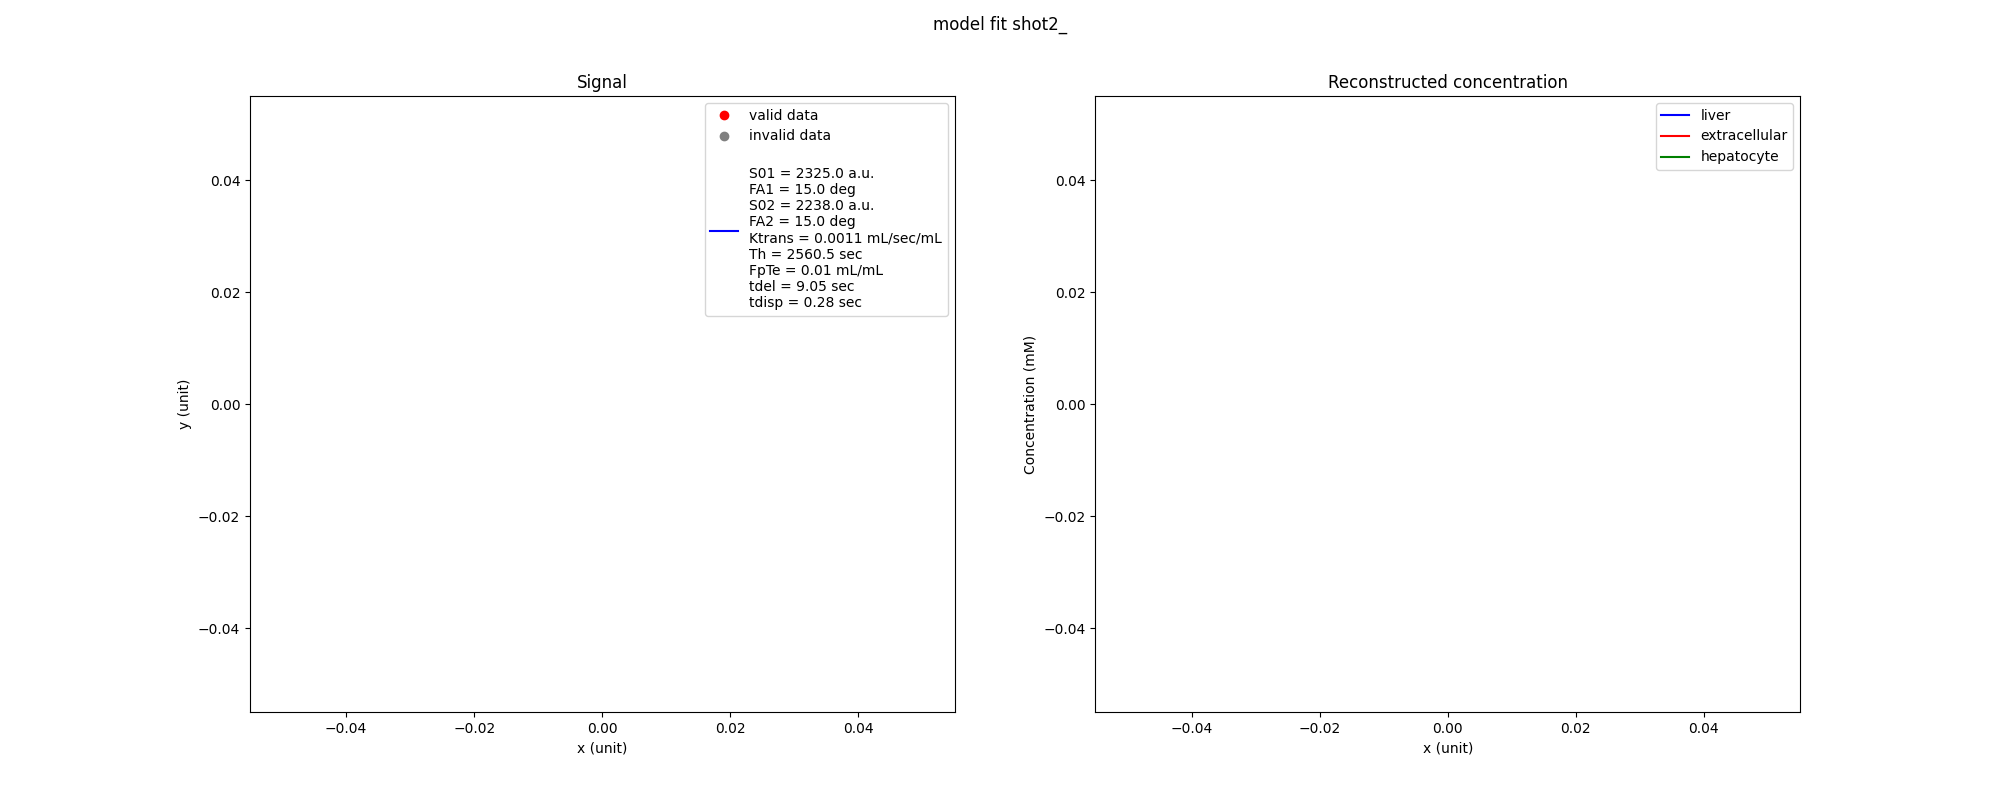 model fit shot2_
Signal
valid data
invalid data
S01 = 2325.0 a.u.
FA1 = 15.0 deg
S02 = 2238.0 a.u.
FA2 = 15.0 deg
Ktrans = 0.0011 mL/sec/mL
Th = 2560.5 sec
FpTe = 0.01 mL/mL
tdel = 9.05 sec
tdisp = 0.28 sec
y (unit)
0.04
0.02
0.00
−0.02
−0.04
−0.04
−0.02
0.00
0.02
0.04
x (unit)
Reconstructed concentration
liver
extracellular
hepatocyte
Concentration (mM)
0.04
0.02
0.00
−0.02
−0.04
−0.04
−0.02
0.00
0.02
0.04
x (unit)